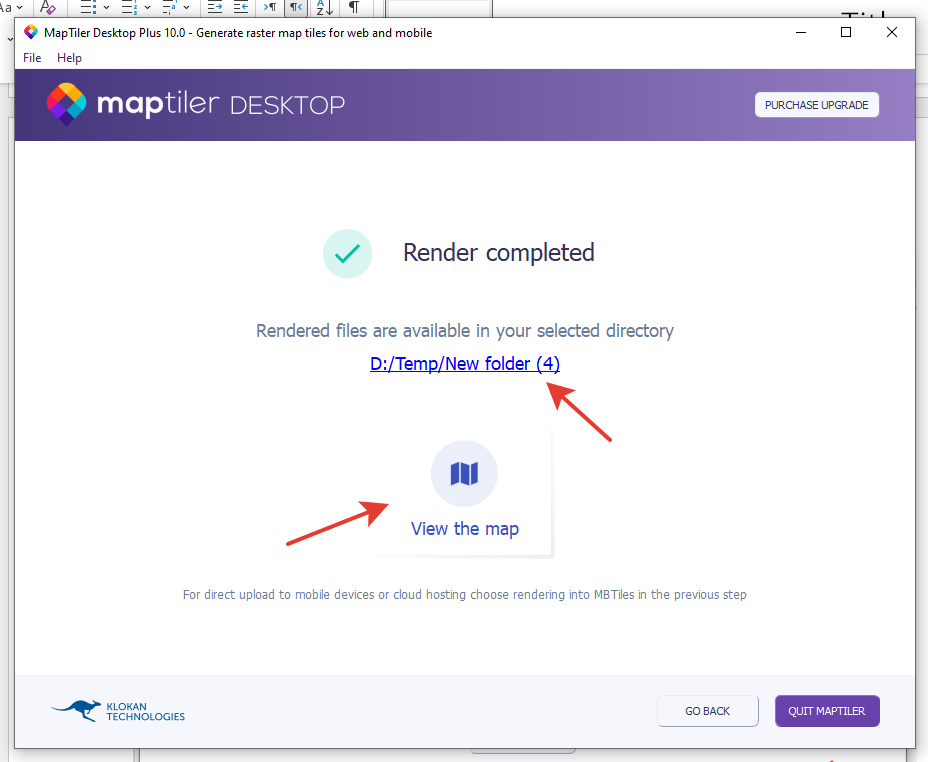 MapTiler Desktop Plus 10.0 - Generate raster map tiles for web and mobile
File Help
maptiler DESKTOP
PURCHASE UPGRADE
Render completed
Rendered files are available in your selected directory
D:/Temp/New folder (4)
View the map
For direct upload to mobile devices or cloud hosting choose rendering into MBTiles in the previous step
KLOKAN
TECHNOLOGIES
GO BACK
QUIT MAPTILER